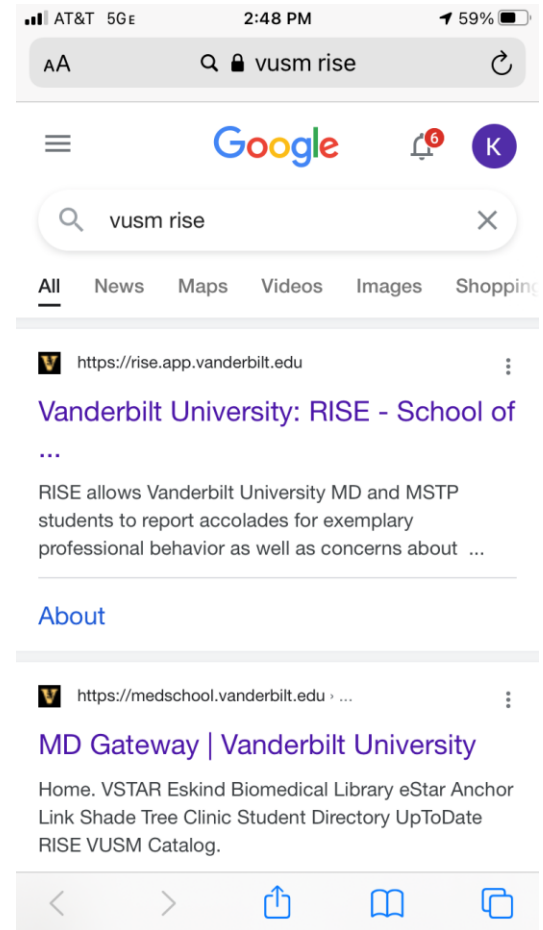 AT&T 5GE 2:48 PM 59%
AA vusm rise
Google 6 K
vusm rise
All News Maps Videos Images Shopping
https://rise.app.vanderbilt.edu
Vanderbilt University: RISE - School of
...
RISE allows Vanderbilt University MD and MSTP
students to report accolades for exemplary
professional behavior as well as concerns about ...
About
https://medschool.vanderbilt.edu › ...
MD Gateway | Vanderbilt University
Home. VSTAR Eskind Biomedical Library eStar Anchor
Link Shade Tree Clinic Student Directory UpToDate
RISE VUSM Catalog.